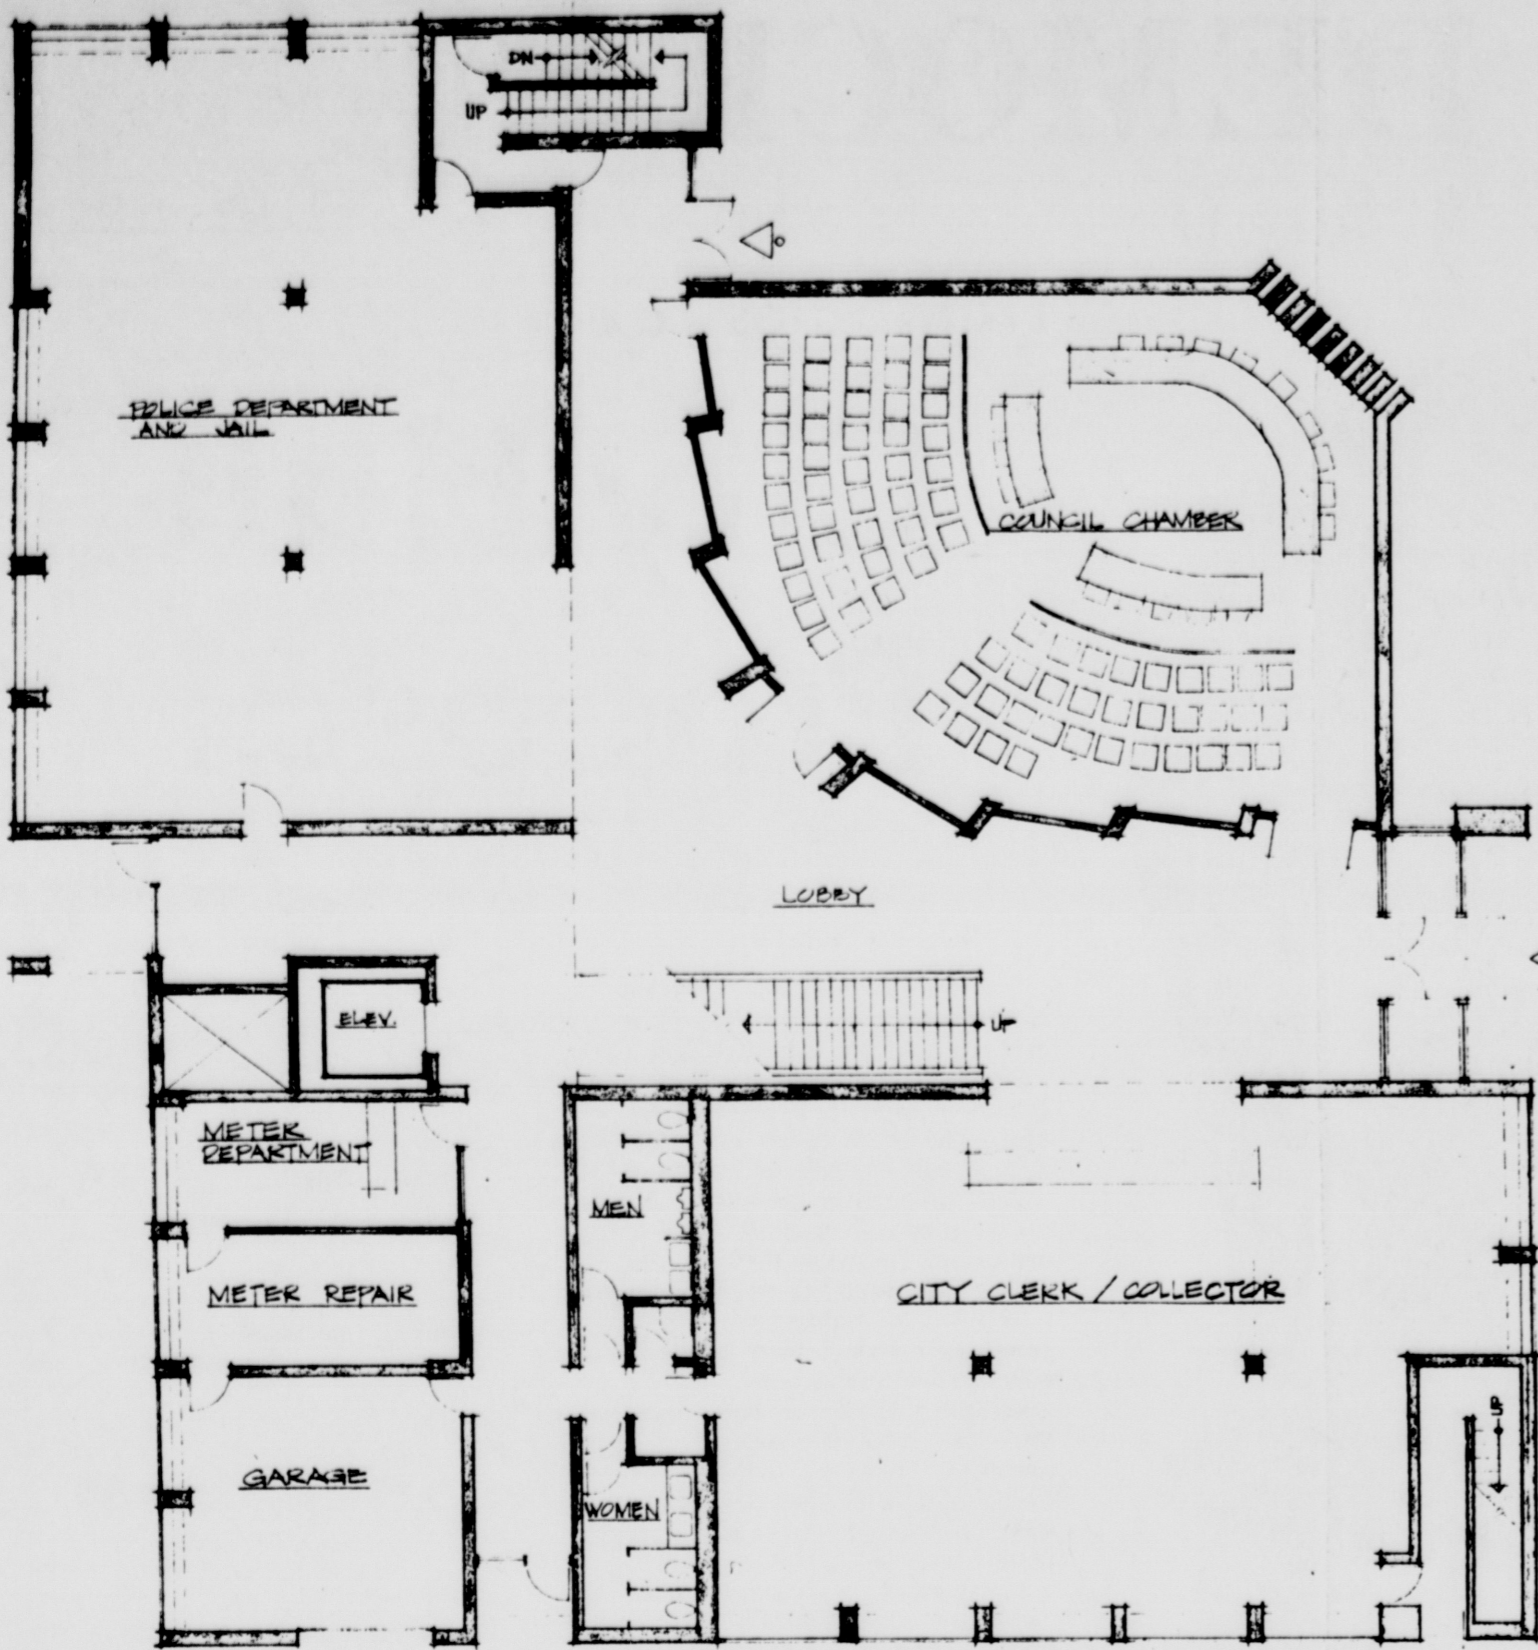 DN
UP
POLICE DEPARTMENT
AND JAIL
COUNCIL CHAMBER
LOBBY
ELEV.
UP
METER
DEPARTMENT
MEN
METER REPAIR
CITY CLERK / COLLECTOR
UP
GARAGE
WOMEN